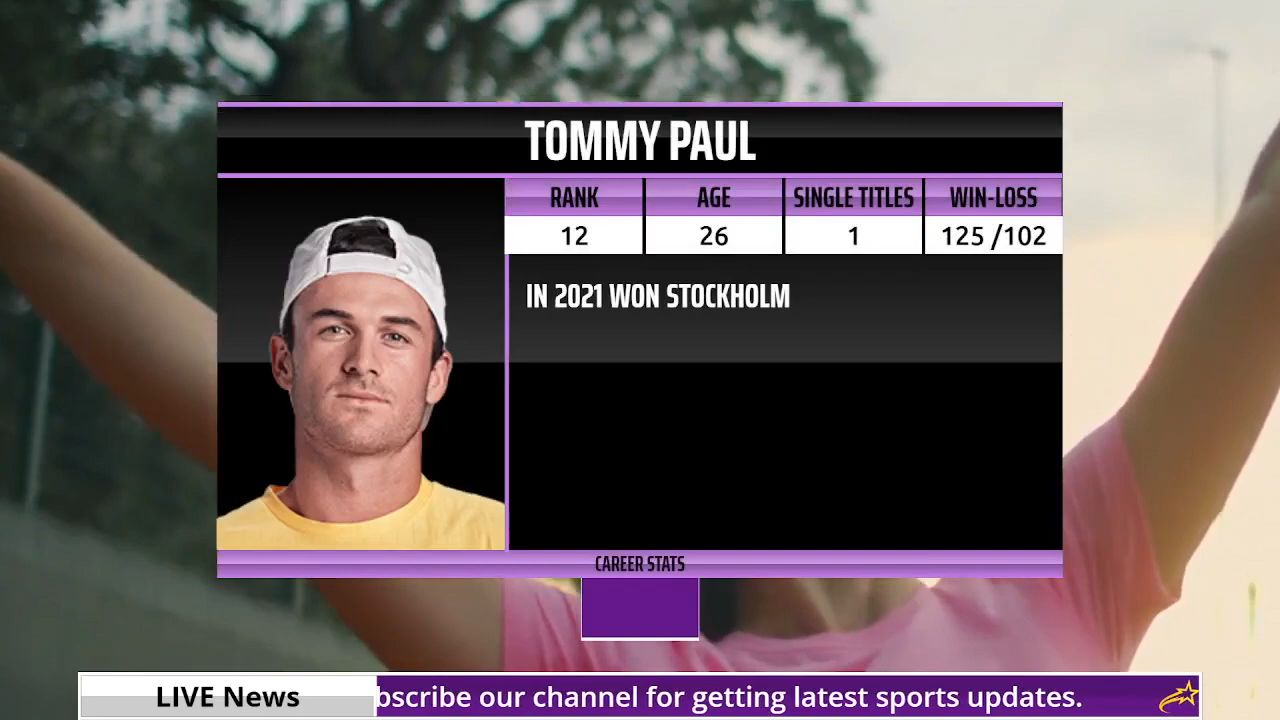 TOMMY PAUL
RANK AGE SINGLE TITLES WIN-LOSS
12 26 1 125 /102
IN 2021 WON STOCKHOLM
CAREER STATS
LIVE News bscribe our channel for getting latest sports updates.